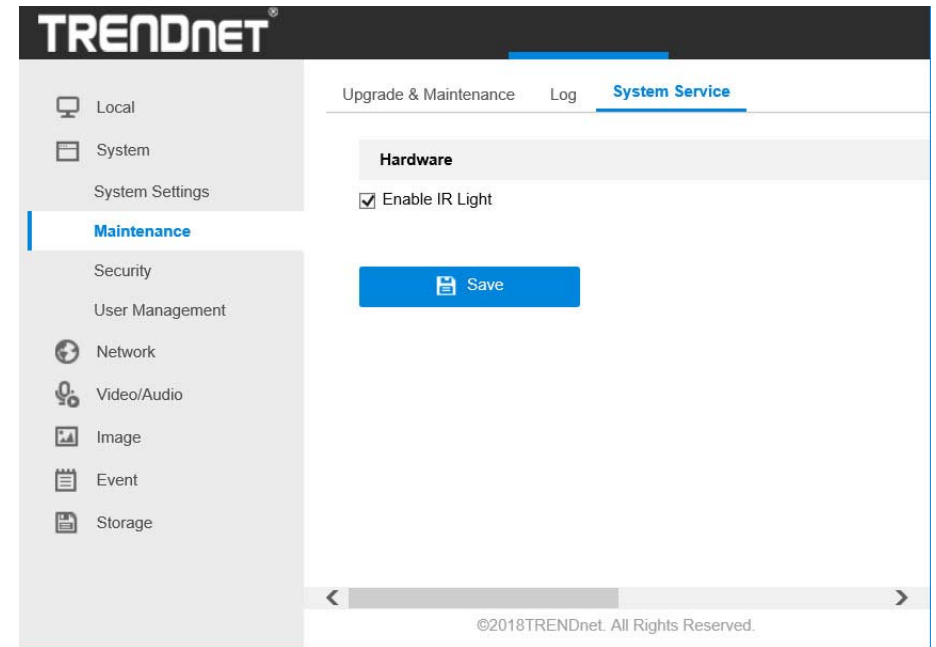 TRENDnet®
Local
System
System Settings
Maintenance
Security
User Management
Network
Video/Audio
Image
Event
Storage
Upgrade & Maintenance Log System Service
Hardware
Enable IR Light
Save
©2018TRENDnet. All Rights Reserved.